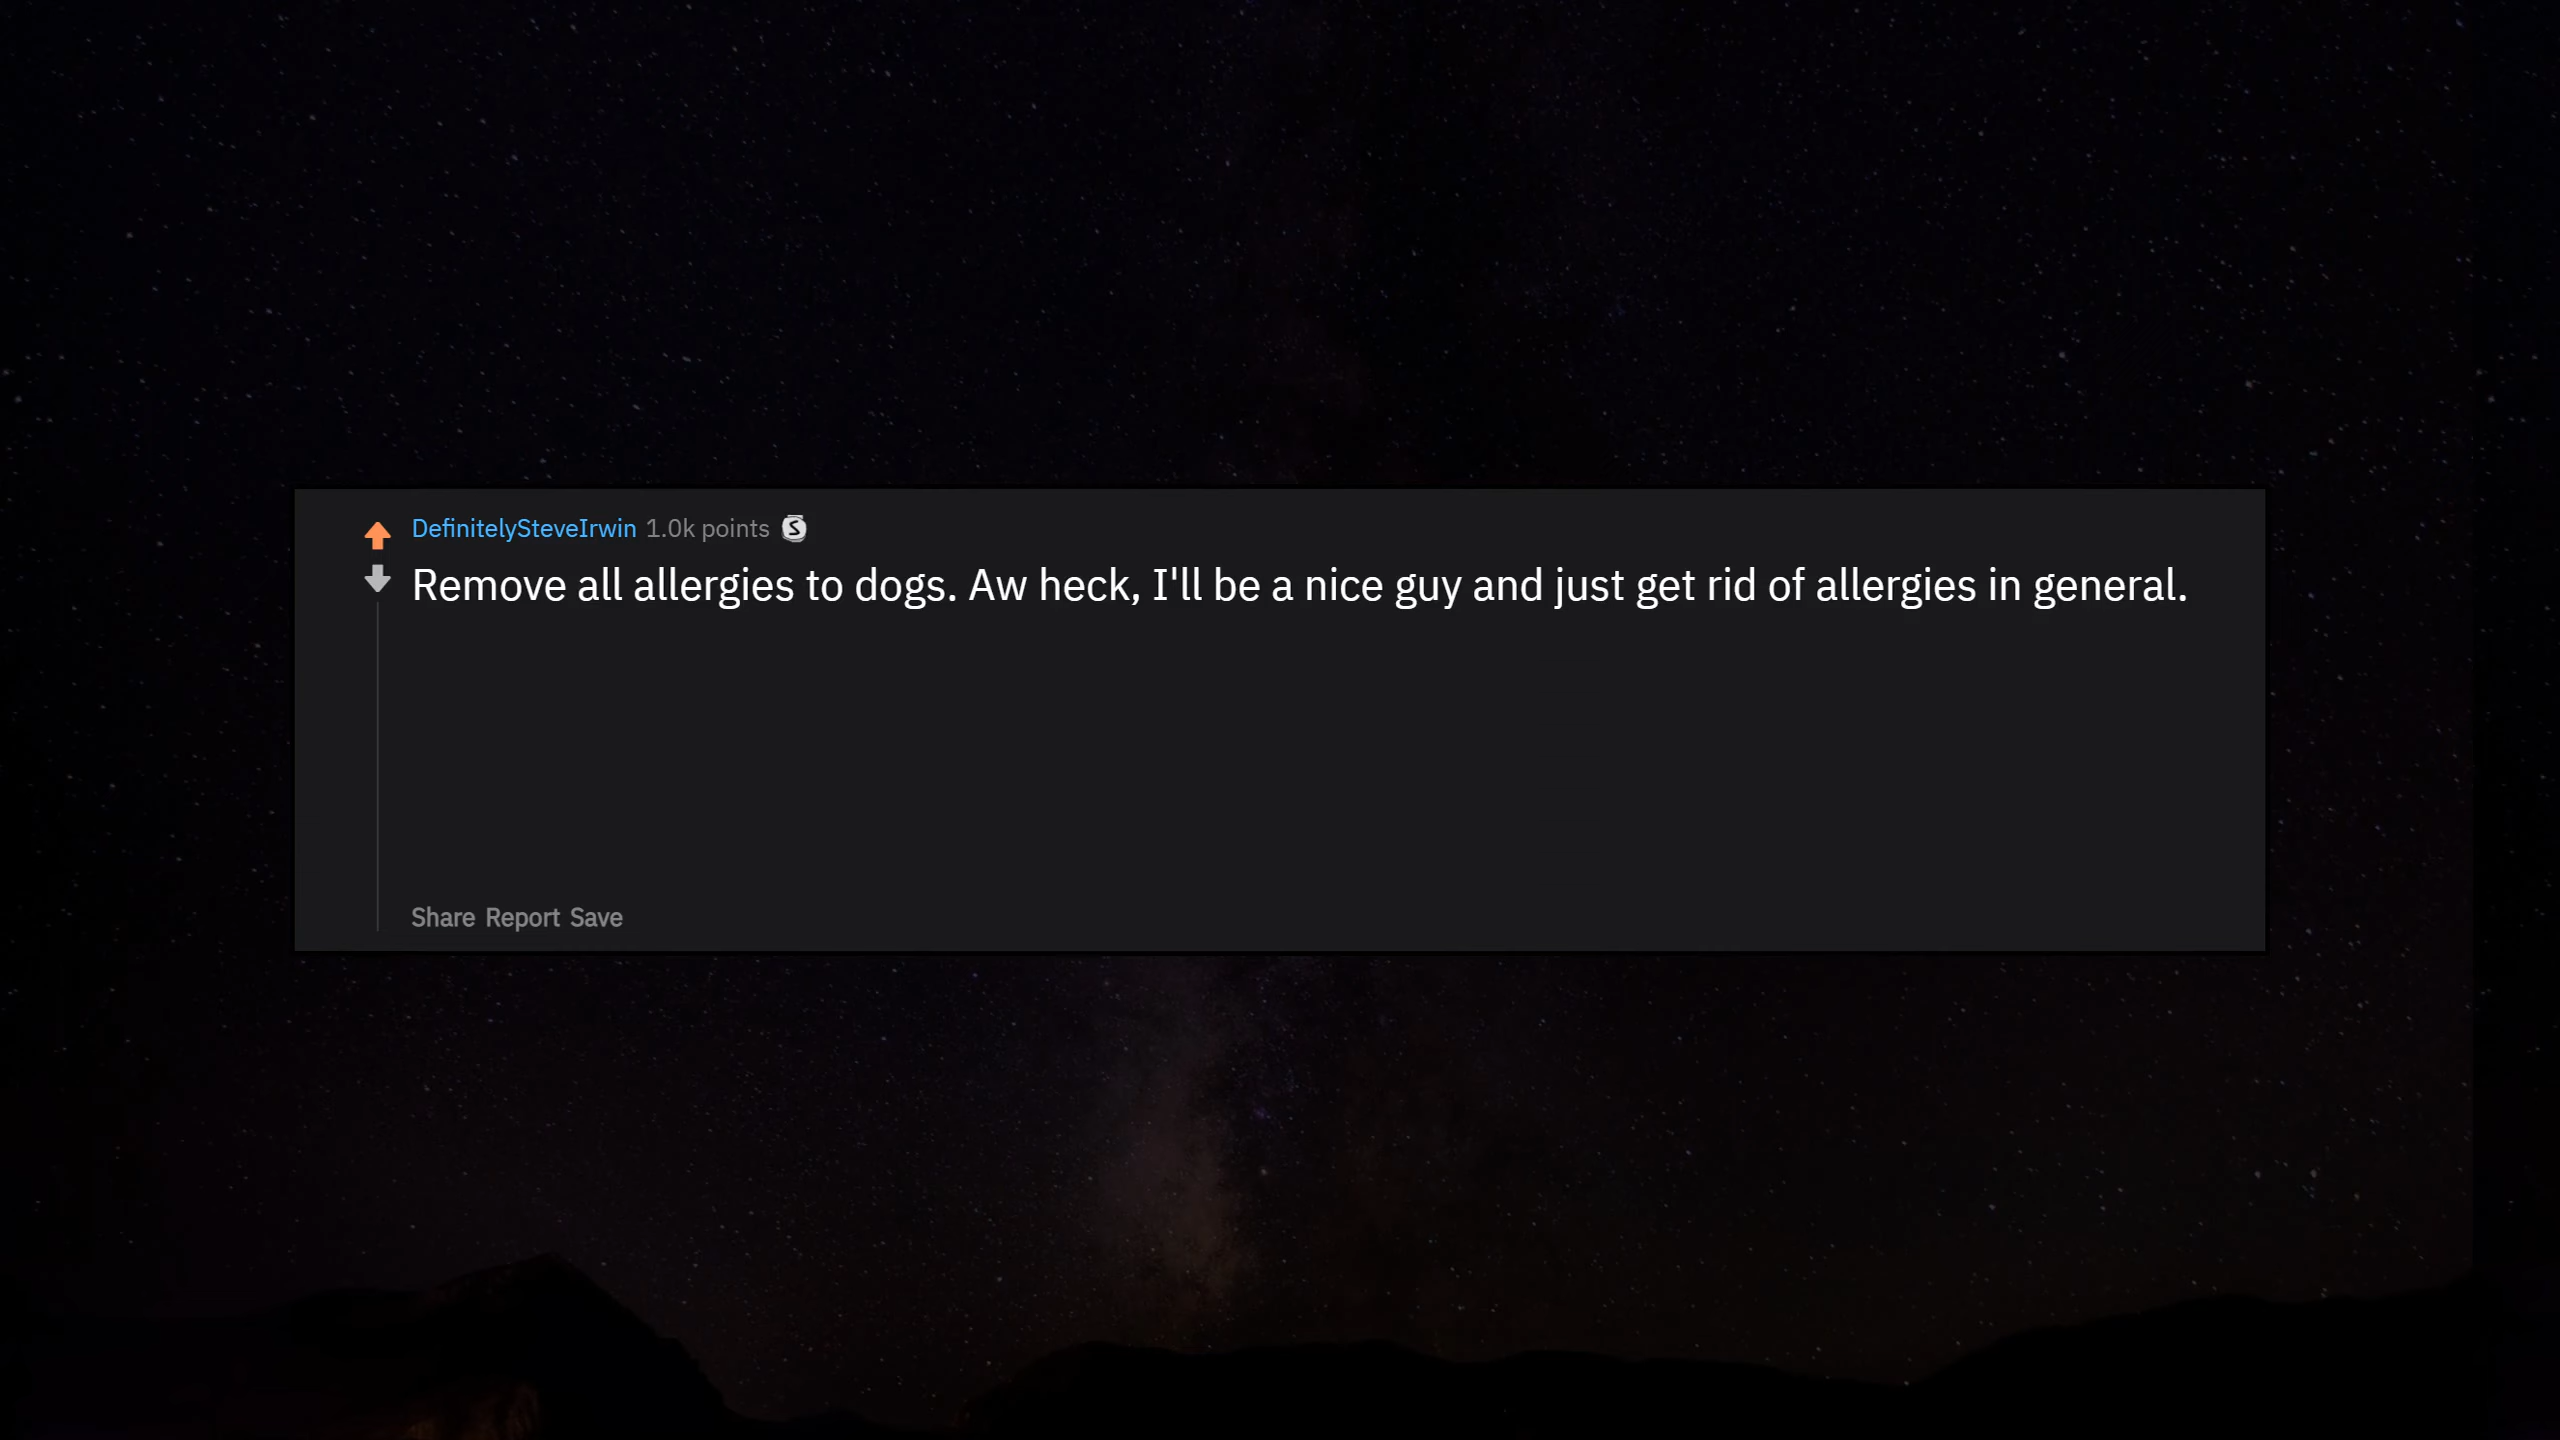 DefinitelySteveIrwin 1.0k points S
Remove all allergies to dogs. Aw heck, I'll be a nice guy and just get rid of allergies in general.
Share Report Save